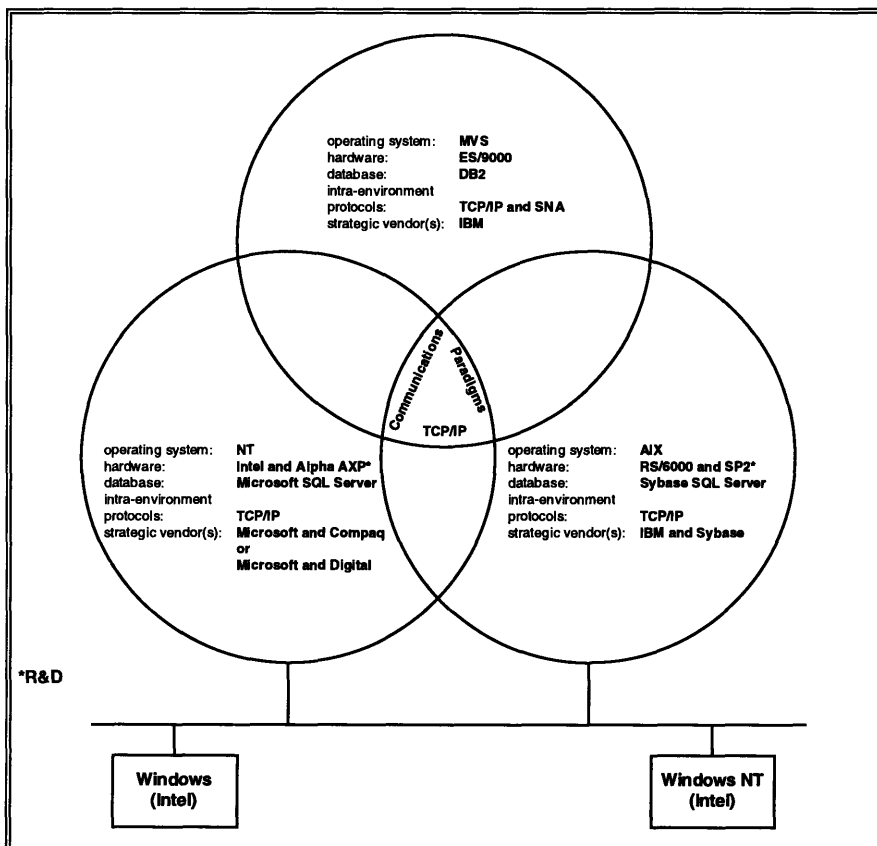 operating system: MVS
hardware: ES/9000
database: DB2
intra-environment
protocols: TCP/IP and SNA
strategic vendor(s): IBM
Communications
Paradigms
TCP/IP
operating system: NT
hardware: Intel and Alpha AXP*
database: Microsoft SQL Server
intra-environment
protocols: TCP/IP
strategic vendor(s): Microsoft and Compaq
or
Microsoft and Digital
operating system: AIX
hardware: RS/6000 and SP2*
database: Sybase SQL Server
intra-environment
protocols: TCP/IP
strategic vendor(s): IBM and Sybase
*R&D
Windows
(Intel)
Windows NT
(Intel)